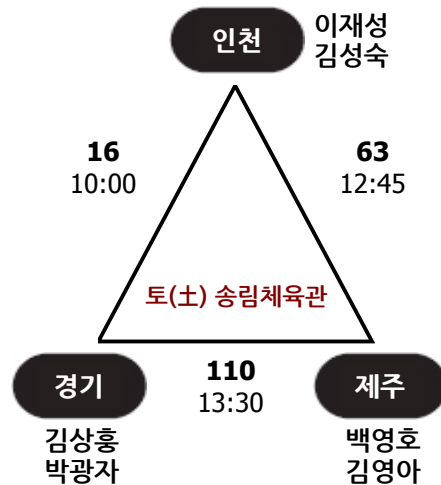 인천
이재성
김성숙
16
10:00
63
12:45
토(土) 송림체육관
경기
110
13:30
제주
김상훙
박광자
백영호
김영아